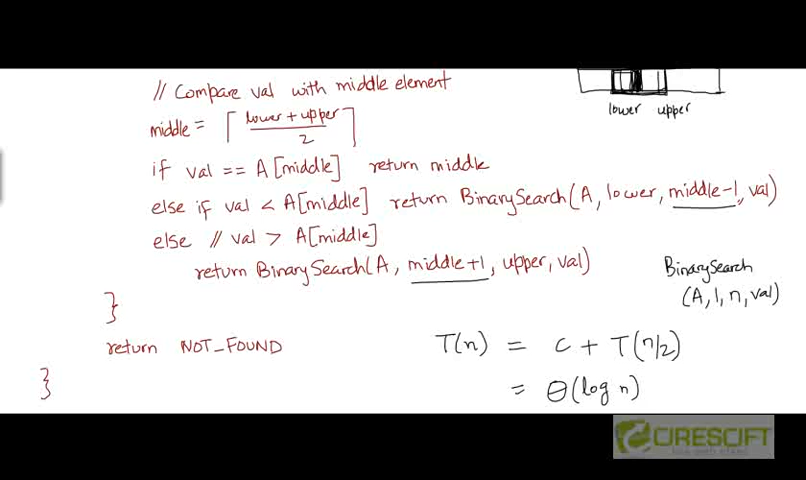 // Compare val with middle element
lower upper
middle = ⌈ lower + upper / 2 ⌉
if val == A[middle] return middle
else if val < A[middle] return BinarySearch(A, lower, middle-1, val)
else // val > A[middle]
return BinarySearch(A, middle+1, upper, val)
BinarySearch
(A, 1, n, val)
}
return NOT_FOUND
T(n) = c + T(n/2)
= Θ(log n)
}
CIRESCIFT